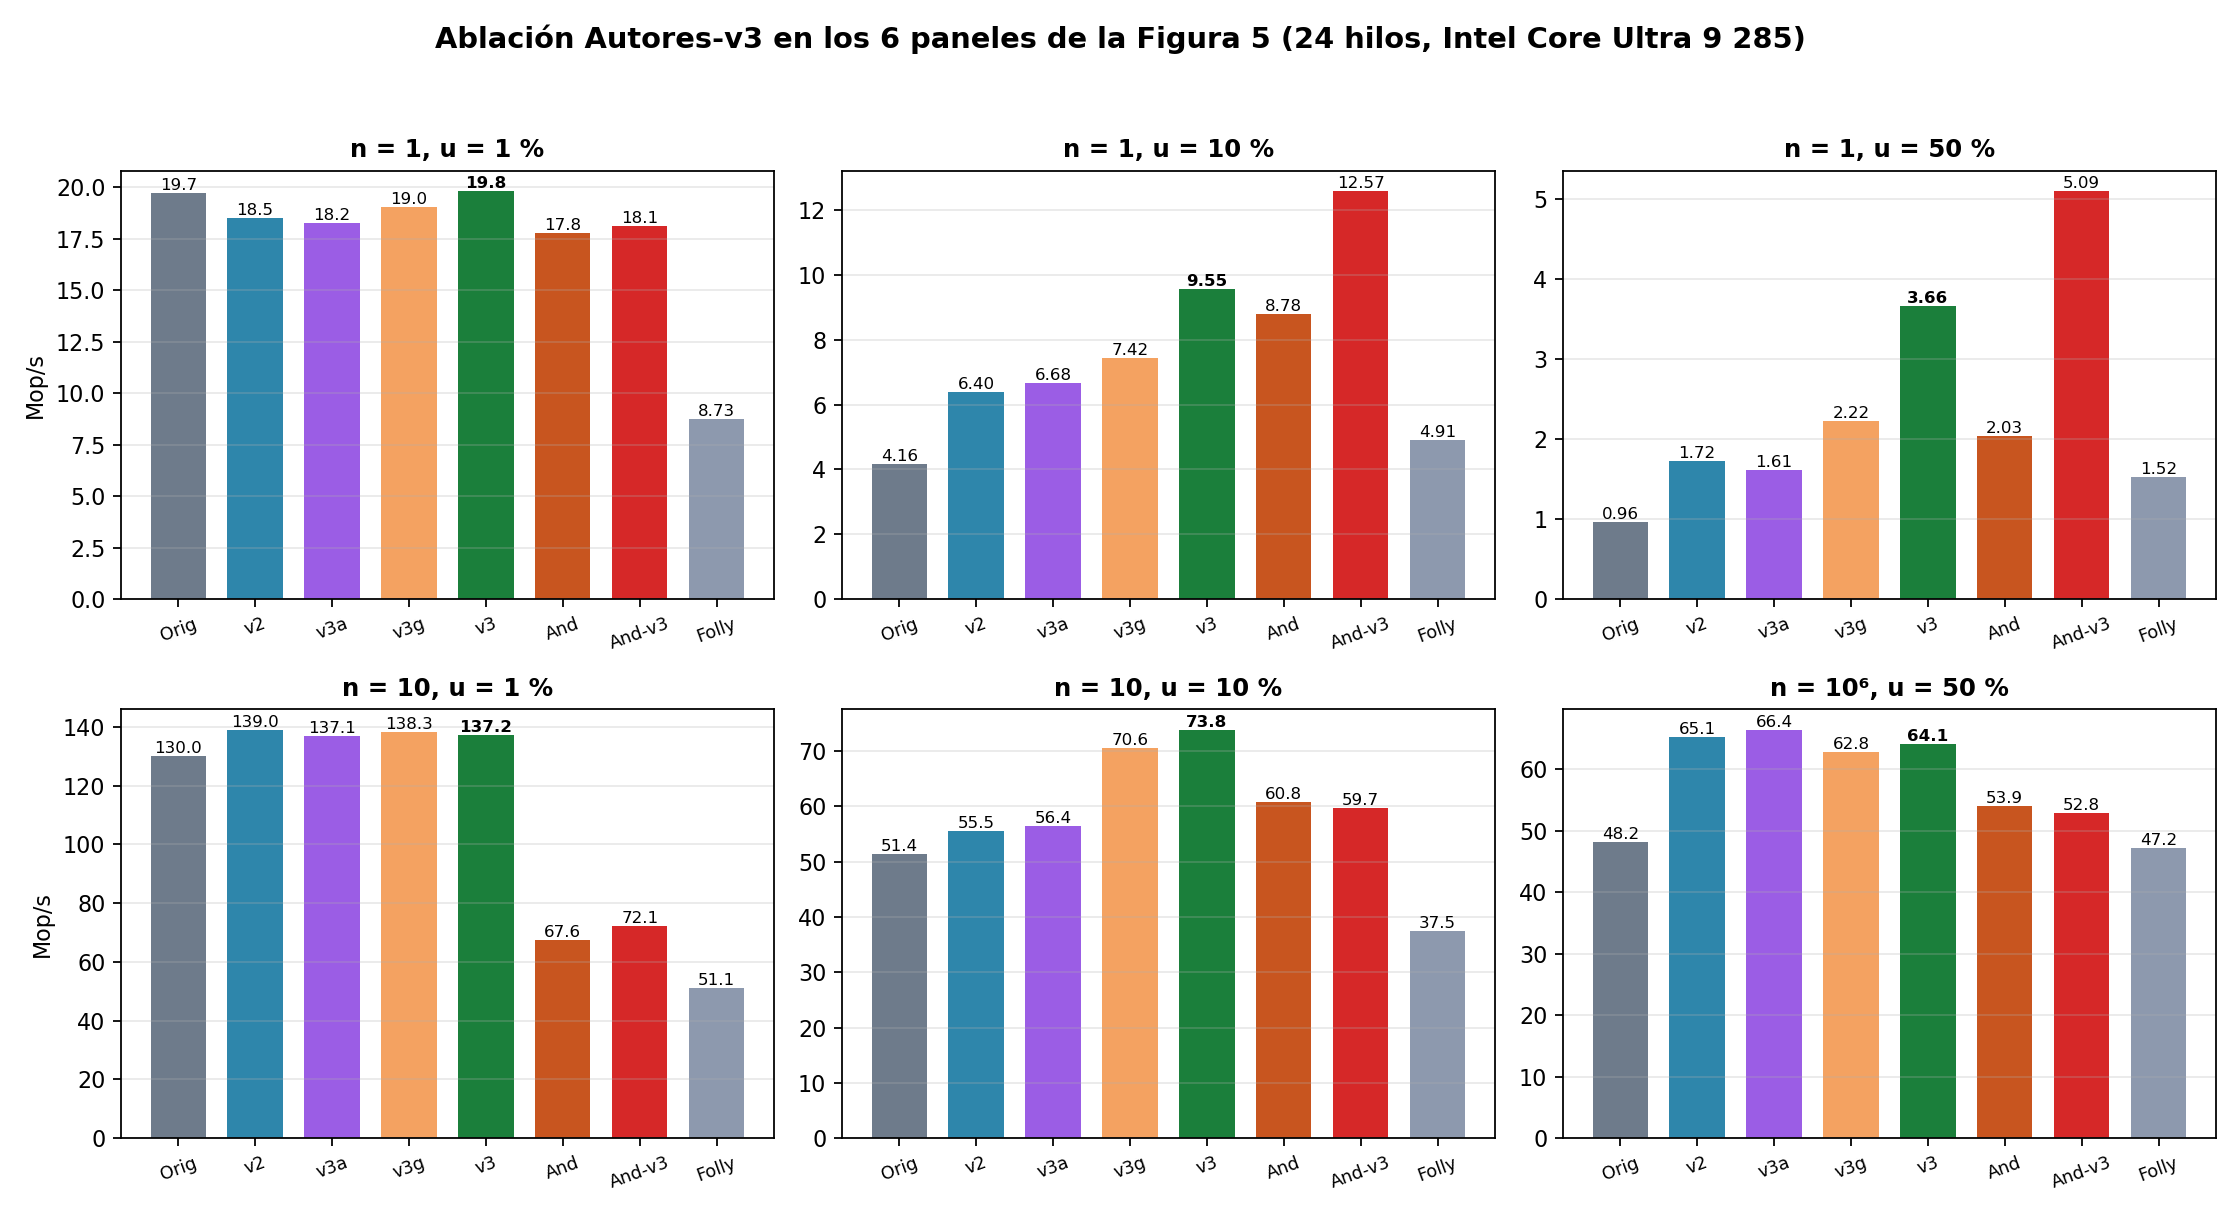 Ablación Autores-v3 en los 6 paneles de la Figura 5 (24 hilos, Intel Core Ultra 9 285)
n = 1, u = 1 %
Mop/s
20.0
17.5
15.0
12.5
10.0
7.5
5.0
2.5
0.0
19.7
18.5
18.2
19.0
19.8
17.8
18.1
8.73
Orig
v2
v3a
v3g
v3
And
And-v3
Folly
n = 1, u = 10 %
12
10
8
6
4
2
0
4.16
6.40
6.68
7.42
9.55
8.78
12.57
4.91
Orig
v2
v3a
v3g
v3
And
And-v3
Folly
n = 1, u = 50 %
5
4
3
2
1
0
0.96
1.72
1.61
2.22
3.66
2.03
5.09
1.52
Orig
v2
v3a
v3g
v3
And
And-v3
Folly
n = 10, u = 1 %
Mop/s
140
120
100
80
60
40
20
0
130.0
139.0
137.1
138.3
137.2
67.6
72.1
51.1
Orig
v2
v3a
v3g
v3
And
And-v3
Folly
n = 10, u = 10 %
70
60
50
40
30
20
10
0
51.4
55.5
56.4
70.6
73.8
60.8
59.7
37.5
Orig
v2
v3a
v3g
v3
And
And-v3
Folly
n = 10⁶, u = 50 %
60
50
40
30
20
10
0
48.2
65.1
66.4
62.8
64.1
53.9
52.8
47.2
Orig
v2
v3a
v3g
v3
And
And-v3
Folly